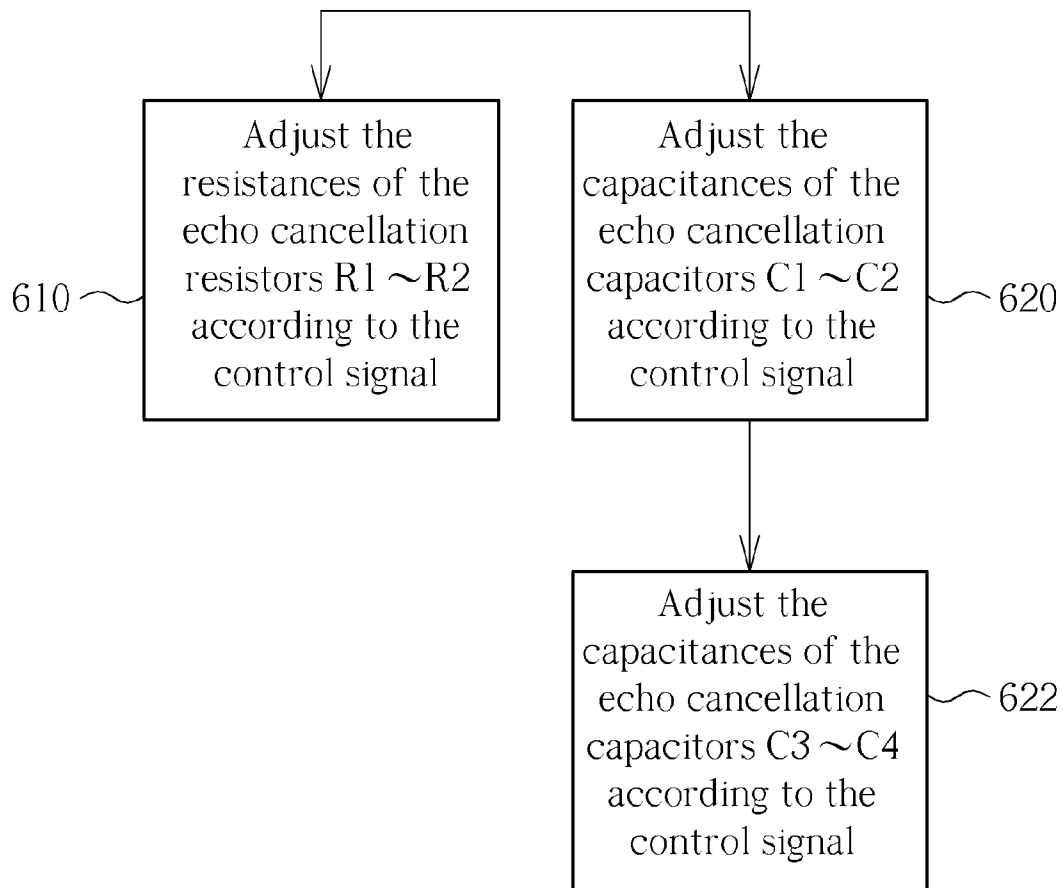 Adjust the
resistances of the
echo cancellation
resistors R1 ~R2
according to the
control signal
610
Adjust the
capacitances of the
echo cancellation
capacitors C1 ~C2
according to the
control signal
620
Adjust the
capacitances of the
echo cancellation
capacitors C3 ~C4
according to the
control signal
622